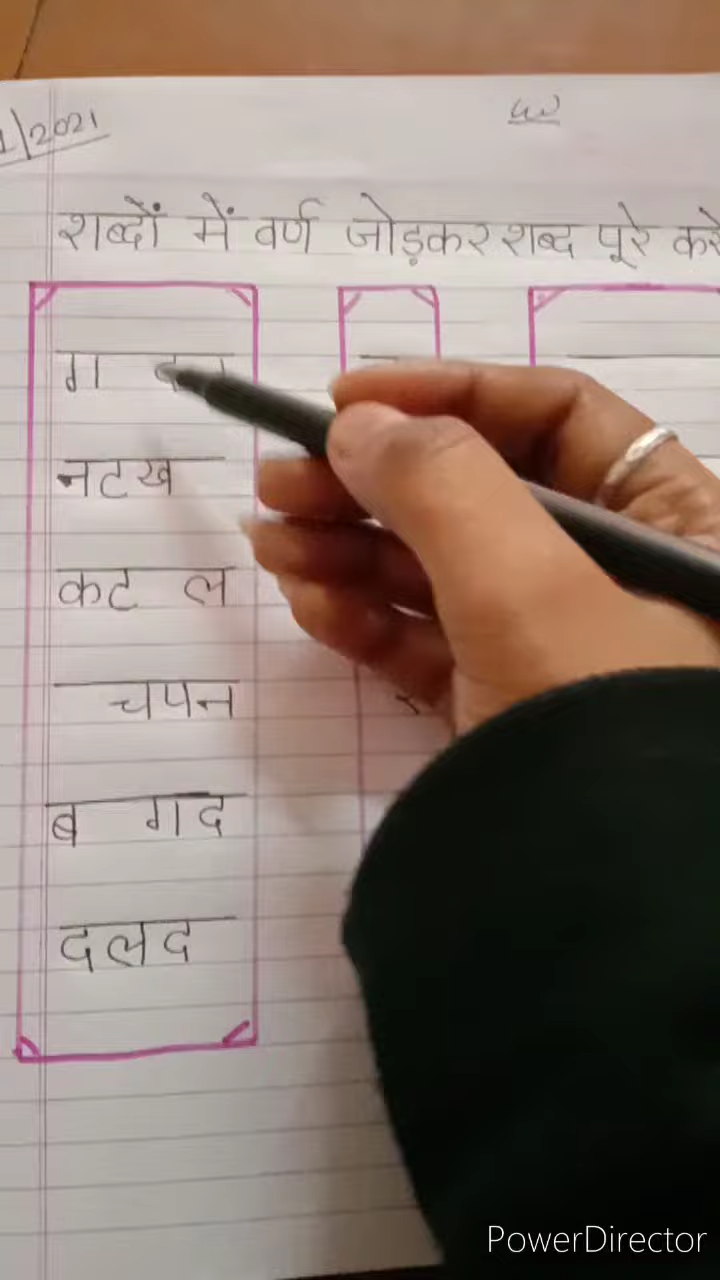 1/2021
शब्दों में वर्ण जोड़कर शब्द पूरे करो
ग द
नटख
कट ल
चपन
ब गद
दलद
PowerDirector